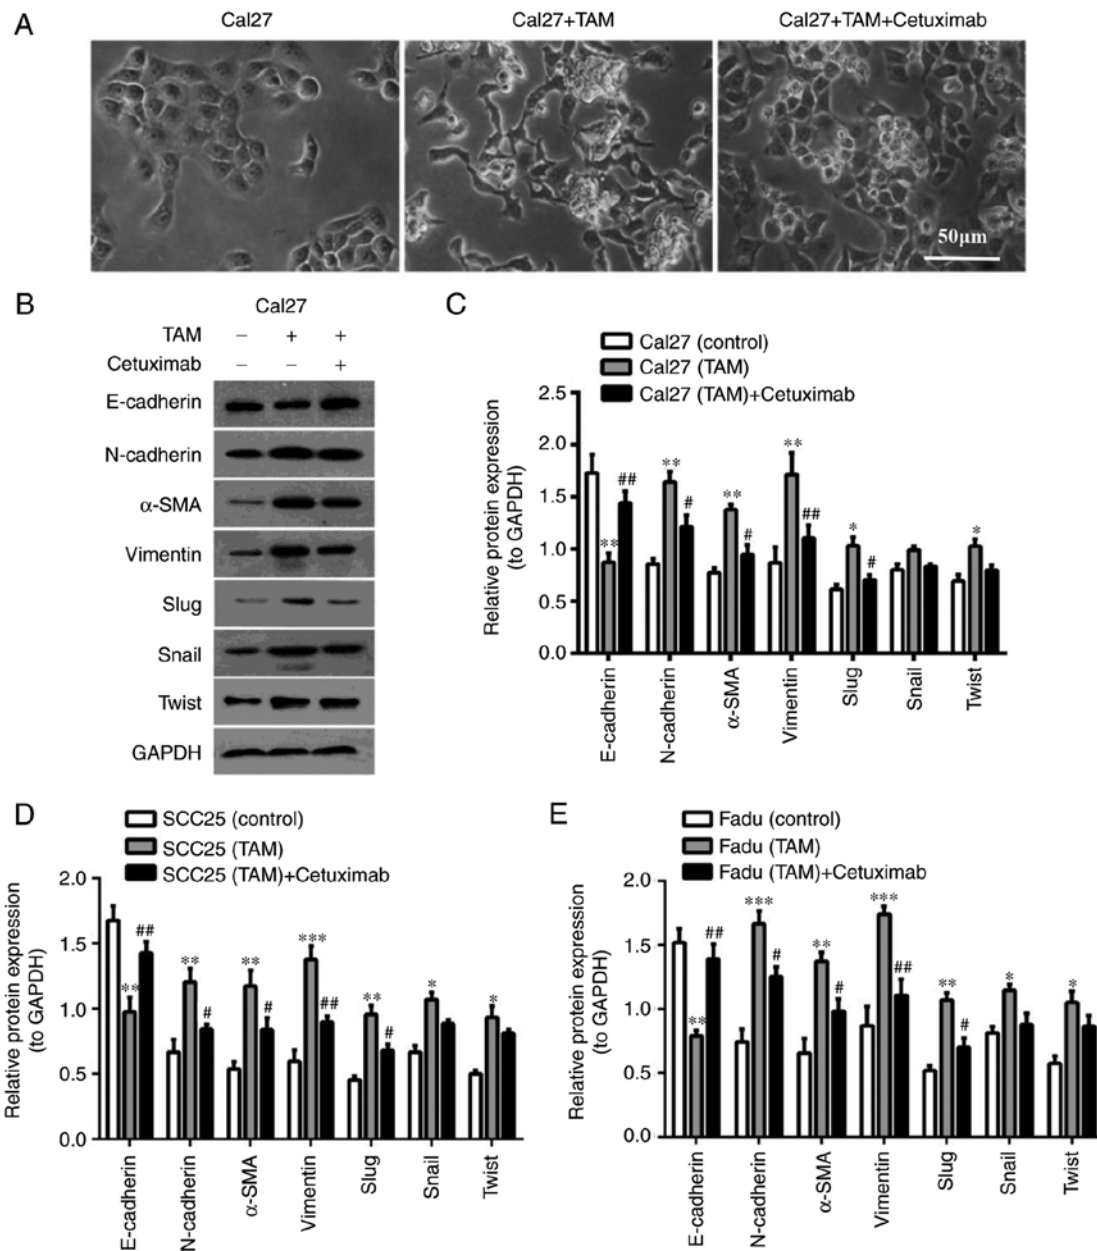 A
Cal27
Cal27+TAM
Cal27+TAM+Cetuximab
50μm
B
Cal27
TAM − + +
Cetuximab − − +
E-cadherin
N-cadherin
α-SMA
Vimentin
Slug
Snail
Twist
GAPDH
C
Cal27 (control)
Cal27 (TAM)
Cal27 (TAM)+Cetuximab
Relative protein expression
(to GAPDH)
2.5
2.0
1.5
1.0
0.5
0.0
** ## ** # ** # ** ## * # *
E-cadherin
N-cadherin
α-SMA
Vimentin
Slug
Snail
Twist
D
SCC25 (control)
SCC25 (TAM)
SCC25 (TAM)+Cetuximab
Relative protein expression
(to GAPDH)
2.0
1.5
1.0
0.5
0.0
** ## ** # ** # *** ## ** # * *
E-cadherin
N-cadherin
α-SMA
Vimentin
Slug
Snail
Twist
E
Fadu (control)
Fadu (TAM)
Fadu (TAM)+Cetuximab
Relative protein expression
(to GAPDH)
2.0
1.5
1.0
0.5
0.0
** ## *** # ** # *** ## ** # * *
E-cadherin
N-cadherin
α-SMA
Vimentin
Slug
Snail
Twist